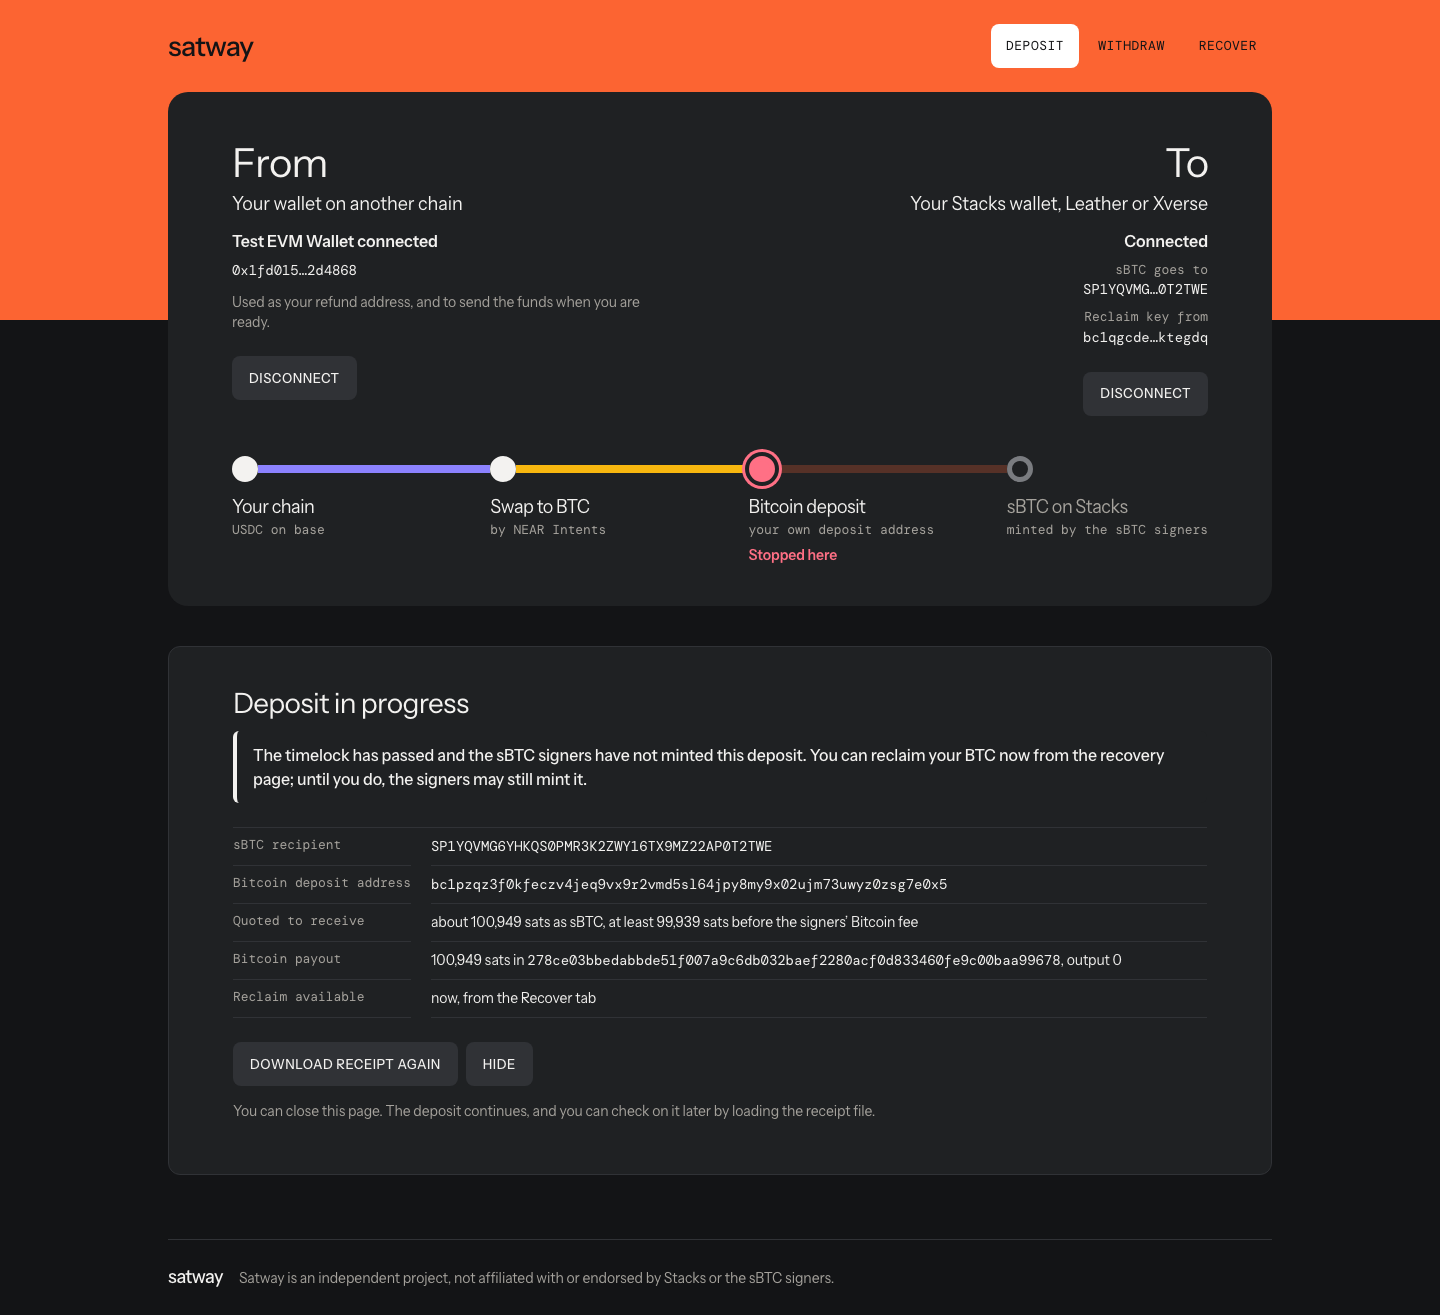 satway
DEPOSIT
WITHDRAW
RECOVER
From
Your wallet on another chain
Test EVM Wallet connected
0x1fd015…2d4868
Used as your refund address, and to send the funds when you are
ready.
DISCONNECT
To
Your Stacks wallet, Leather or Xverse
Connected
sBTC goes to
SP1YQVMG…0T2TWE
Reclaim key from
bc1qgcde…ktegdq
DISCONNECT
Your chain
USDC on base
Swap to BTC
by NEAR Intents
Bitcoin deposit
your own deposit address
Stopped here
sBTC on Stacks
minted by the sBTC signers
Deposit in progress
The timelock has passed and the sBTC signers have not minted this deposit. You can reclaim your BTC now from the recovery
page; until you do, the signers may still mint it.
sBTC recipient
SP1YQVMG6YHKQS0PMR3K2ZWY16TX9MZ22AP0T2TWE
Bitcoin deposit address
bc1pzqz3f0kfeczv4jeq9vx9r2vmd5sl64jpy8my9x02ujm73uwyz0zsg7e0x5
Quoted to receive
about 100,949 sats as sBTC, at least 99,939 sats before the signers’ Bitcoin fee
Bitcoin payout
100,949 sats in 278ce03bbedabbde51f007a9c6db032baef2280acf0d833460fe9c00baa99678, output 0
Reclaim available
now, from the Recover tab
DOWNLOAD RECEIPT AGAIN
HIDE
You can close this page. The deposit continues, and you can check on it later by loading the receipt file.
satway
Satway is an independent project, not affiliated with or endorsed by Stacks or the sBTC signers.